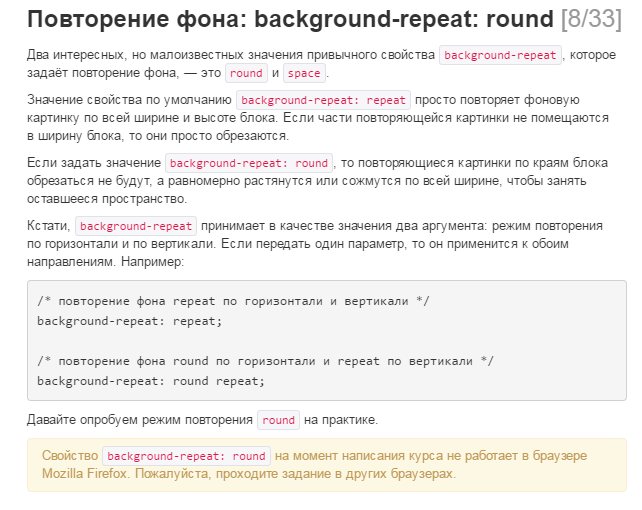 Повторение фона: background-repeat: round [8/33]
Два интересных, но малоизвестных значения привычного свойства background-repeat, которое
задаёт повторение фона, — это round и space.
Значение свойства по умолчанию background-repeat: repeat просто повторяет фоновую
картинку по всей ширине и высоте блока. Если части повторяющейся картинки не помещаются
в ширину блока, то они просто обрезаются.
Если задать значение background-repeat: round, то повторяющиеся картинки по краям блока
обрезаться не будут, а равномерно растянутся или сожмутся по всей ширине, чтобы занять
оставшееся пространство.
Кстати, background-repeat принимает в качестве значения два аргумента: режим повторения
по горизонтали и по вертикали. Если передать один параметр, то он применится к обоим
направлениям. Например:
/* повторение фона repeat по горизонтали и вертикали */
background-repeat: repeat;
/* повторение фона round по горизонтали и repeat по вертикали */
background-repeat: round repeat;
Давайте опробуем режим повторения round на практике.
Свойство background-repeat: round на момент написания курса не работает в браузере
Mozilla Firefox. Пожалуйста, проходите задание в других браузерах.